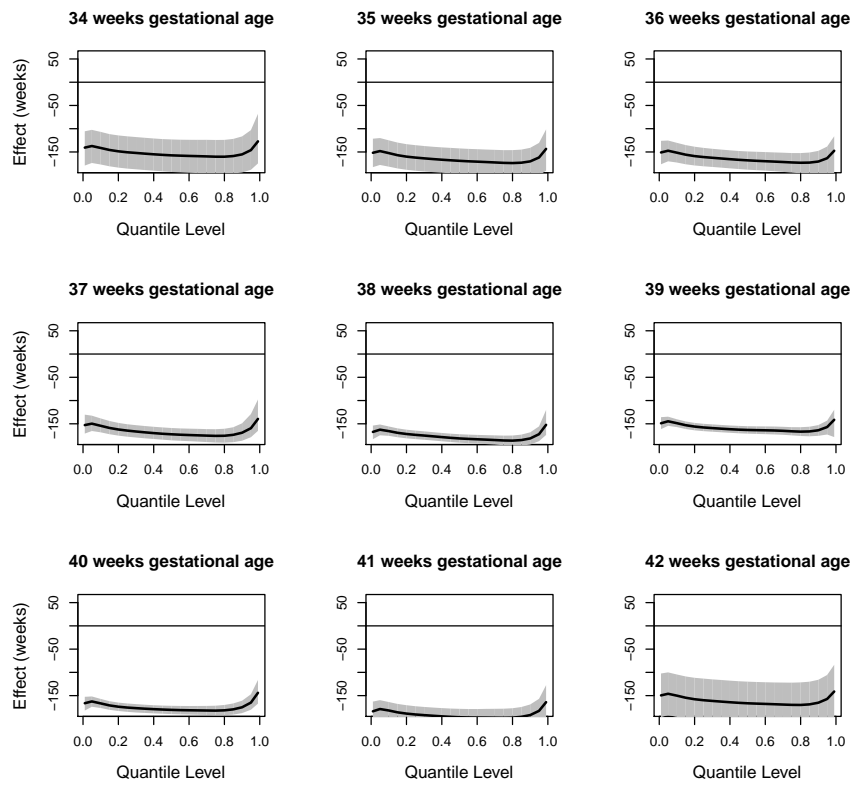 34 weeks gestational age
35 weeks gestational age
36 weeks gestational age
Effect (weeks)
50
−50
−150
50
−50
−150
50
−50
−150
0.0 0.2 0.4 0.6 0.8 1.0
0.0 0.2 0.4 0.6 0.8 1.0
0.0 0.2 0.4 0.6 0.8 1.0
Quantile Level
Quantile Level
Quantile Level
37 weeks gestational age
38 weeks gestational age
39 weeks gestational age
Effect (weeks)
50
−50
−150
50
−50
−150
50
−50
−150
0.0 0.2 0.4 0.6 0.8 1.0
0.0 0.2 0.4 0.6 0.8 1.0
0.0 0.2 0.4 0.6 0.8 1.0
Quantile Level
Quantile Level
Quantile Level
40 weeks gestational age
41 weeks gestational age
42 weeks gestational age
Effect (weeks)
50
−50
−150
50
−50
−150
50
−50
−150
0.0 0.2 0.4 0.6 0.8 1.0
0.0 0.2 0.4 0.6 0.8 1.0
0.0 0.2 0.4 0.6 0.8 1.0
Quantile Level
Quantile Level
Quantile Level